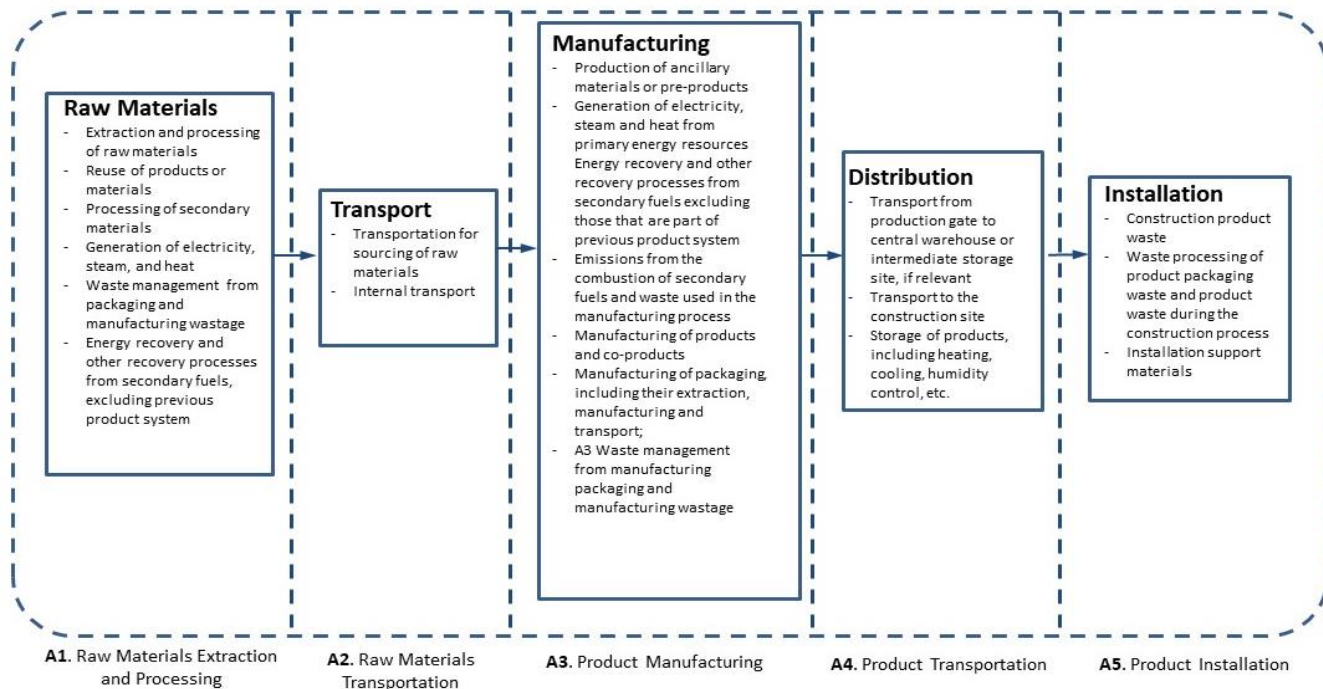 Raw Materials
- Extraction and processing
of raw materials
- Reuse of products or
materials
- Processing of secondary
materials
- Generation of electricity,
steam, and heat
- Waste management from
packaging and
manufacturing wastage
- Energy recovery and
other recovery processes
from secondary fuels,
excluding previous
product system
Transport
- Transportation for
sourcing of raw
materials
- Internal transport
Manufacturing
- Production of ancillary
materials or pre-products
- Generation of electricity,
steam and heat from
primary energy resources
Energy recovery and other
recovery processes from
secondary fuels excluding
those that are part of
previous product system
- Emissions from the
combustion of secondary
fuels and waste used in the
manufacturing process
- Manufacturing of products
and co-products
- Manufacturing of packaging,
including their extraction,
manufacturing and
transport;
- A3 Waste management
from manufacturing
packaging and
manufacturing wastage
Distribution
- Transport from
production gate to
central warehouse or
intermediate storage
site, if relevant
- Transport to the
construction site
- Storage of products,
including heating,
cooling, humidity
control, etc.
Installation
- Construction product
waste
- Waste processing of
product packaging
waste and product
waste during the
construction process
- Installation support
materials
A1. Raw Materials Extraction
and Processing
A2. Raw Materials
Transportation
A3. Product Manufacturing
A4. Product Transportation
A5. Product Installation